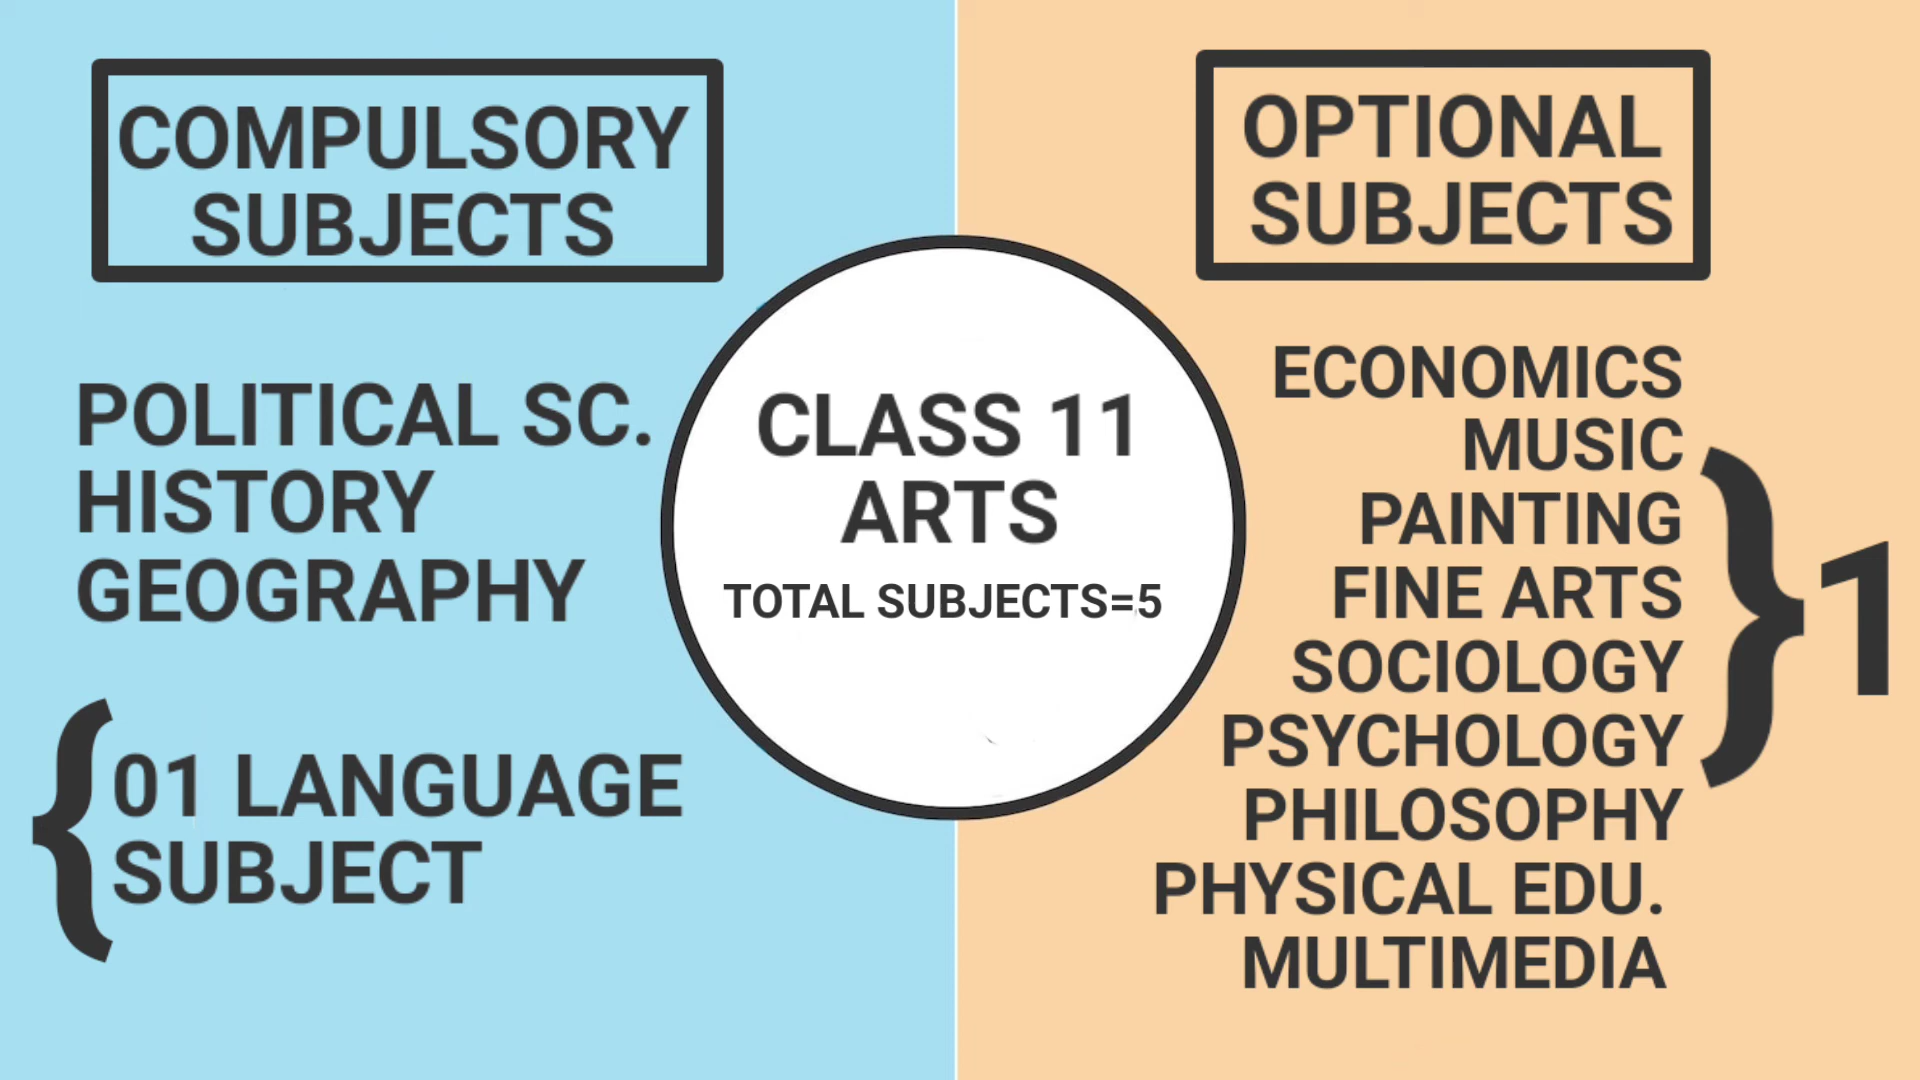 COMPULSORY
SUBJECTS
POLITICAL SC.
HISTORY
GEOGRAPHY
{
01 LANGUAGE
SUBJECT
CLASS 11
ARTS
TOTAL SUBJECTS=5
OPTIONAL
SUBJECTS
ECONOMICS
MUSIC
PAINTING
FINE ARTS
SOCIOLOGY
PSYCHOLOGY
PHILOSOPHY
PHYSICAL EDU.
MULTIMEDIA
}1